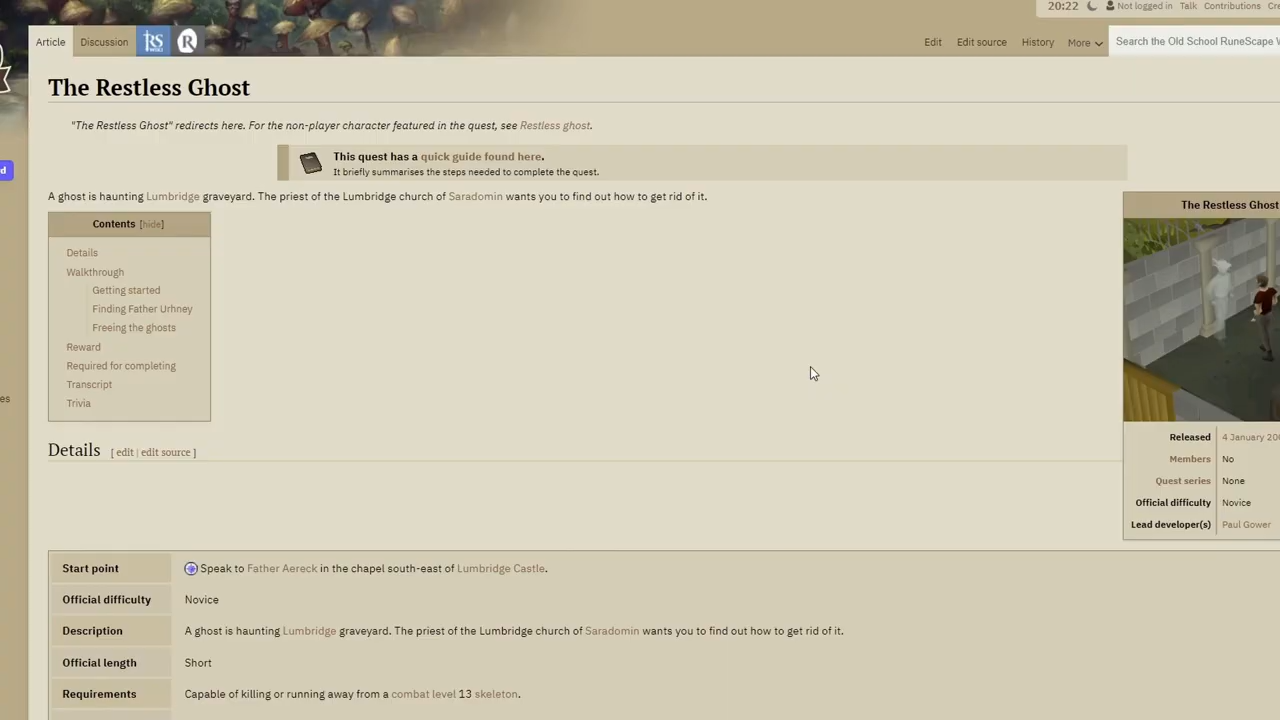 20:22 Not logged in Talk Contributions
Article Discussion Edit Edit source History More Search the Old School RuneScape W
The Restless Ghost
"The Restless Ghost" redirects here. For the non-player character featured in the quest, see Restless ghost.
This quest has a quick guide found here.
It briefly summarises the steps needed to complete the quest.
A ghost is haunting Lumbridge graveyard. The priest of the Lumbridge church of Saradomin wants you to find out how to get rid of it.
Contents [hide]
Details
Walkthrough
Getting started
Finding Father Urhney
Freeing the ghosts
Reward
Required for completing
Transcript
Trivia
The Restless Ghost
Released 4 January 200
Members No
Quest series None
Official difficulty Novice
Lead developer(s) Paul Gower
Details [ edit | edit source ]
Start point Speak to Father Aereck in the chapel south-east of Lumbridge Castle.
Official difficulty Novice
Description A ghost is haunting Lumbridge graveyard. The priest of the Lumbridge church of Saradomin wants you to find out how to get rid of it.
Official length Short
Requirements Capable of killing or running away from a combat level 13 skeleton.